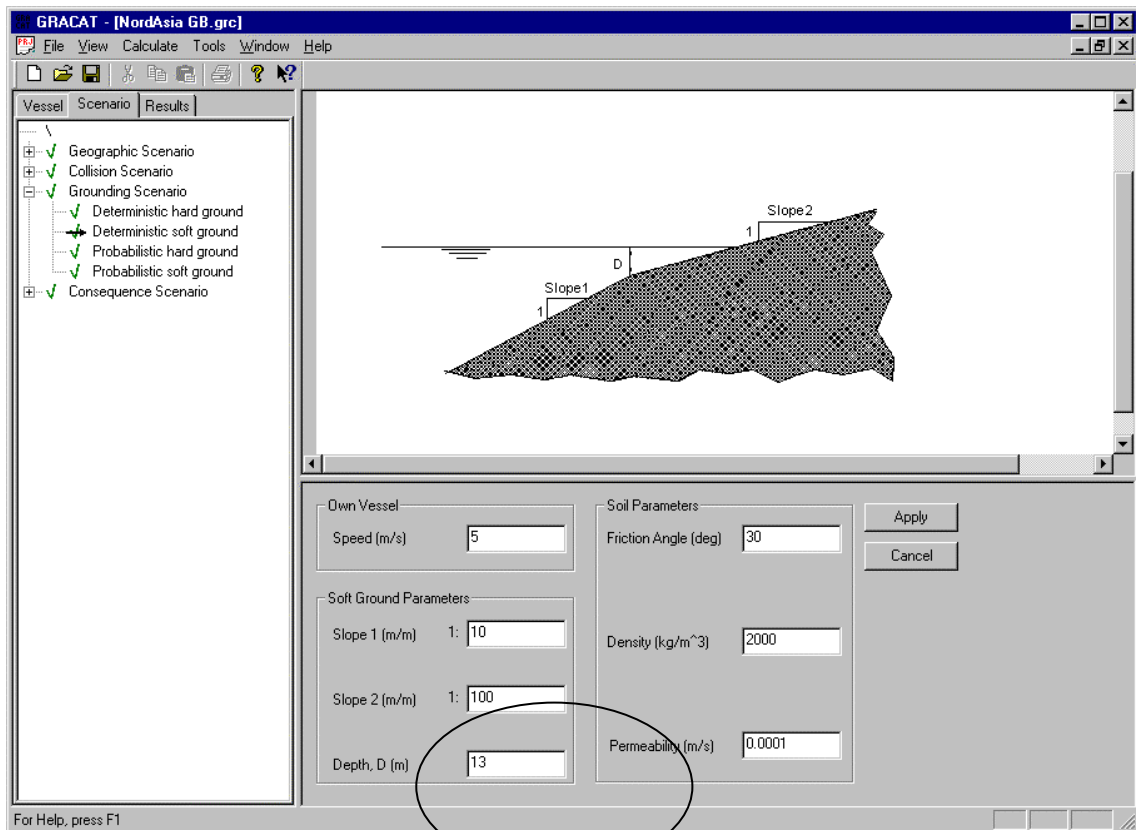 GRACAT - [NordAsia GB.grc]
File View Calculate Tools Window Help
Vessel Scenario Results
\
Geographic Scenario
Collision Scenario
Grounding Scenario
Deterministic hard ground
Deterministic soft ground
Probabilistic hard ground
Probabilistic soft ground
Consequence Scenario
Slope2
1
D
Slope1
1
Own Vessel
Speed (m/s) 5
Soft Ground Parameters
Slope 1 (m/m) 1: 10
Slope 2 (m/m) 1: 100
Depth, D (m) 13
Soil Parameters
Friction Angle (deg) 30
Density (kg/m^3) 2000
Permeability (m/s) 0.0001
Apply
Cancel
For Help, press F1